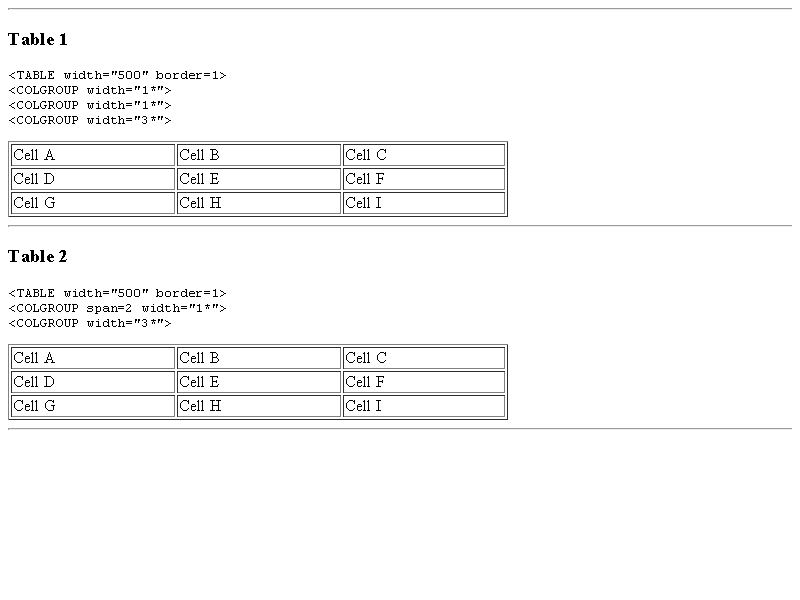 Table 1
<TABLE width="500" border=1>
<COLGROUP width="1*">
<COLGROUP width="1*">
<COLGROUP width="3*">
Cell A Cell B Cell C
Cell D Cell E Cell F
Cell G Cell H Cell I
Table 2
<TABLE width="500" border=1>
<COLGROUP span=2 width="1*">
<COLGROUP width="3*">
Cell A Cell B Cell C
Cell D Cell E Cell F
Cell G Cell H Cell I